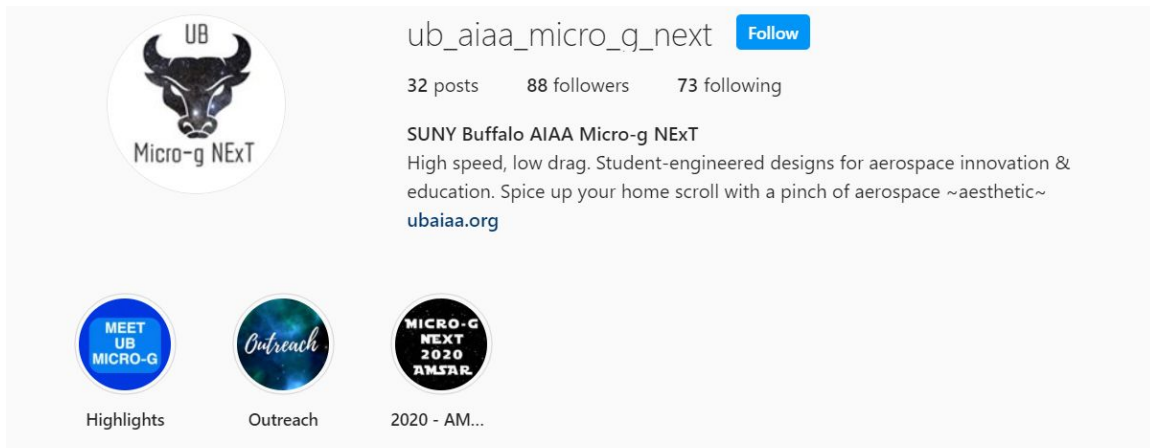 UB
Micro-g NExT
ub_aiaa_micro_g_next Follow
32 posts 88 followers 73 following
SUNY Buffalo AIAA Micro-g NExT
High speed, low drag. Student-engineered designs for aerospace innovation &
education. Spice up your home scroll with a pinch of aerospace ~aesthetic~
ubaiaa.org
MEET
UB
MICRO-G
Highlights
Outreach
Outreach
MICRO-G
NEXT
2020
AMSAR
2020 - AM...